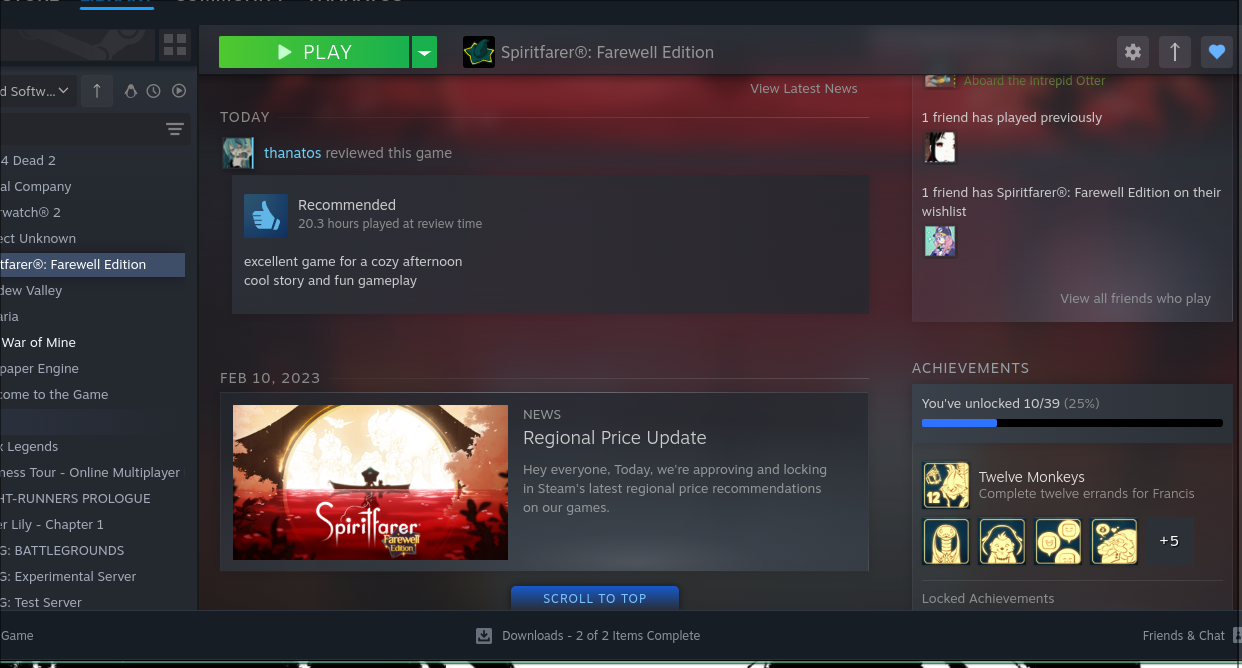 LIBRARY
PLAY
Spiritfarer®: Farewell Edition
d Softw...
4 Dead 2
al Company
rwatch® 2
ect Unknown
tfarer®: Farewell Edition
dew Valley
aria
War of Mine
paper Engine
come to the Game
x Legends
ness Tour - Online Multiplayer
HT-RUNNERS PROLOGUE
er Lily - Chapter 1
G: BATTLEGROUNDS
G: Experimental Server
G: Test Server
View Latest News
TODAY
thanatos reviewed this game
Recommended
20.3 hours played at review time
excellent game for a cozy afternoon
cool story and fun gameplay
FEB 10, 2023
Spiritfarer
Farewell
Edition
NEWS
Regional Price Update
Hey everyone, Today, we're approving and locking
in Steam's latest regional price recommendations
on our games.
SCROLL TO TOP
Aboard the Intrepid Otter
1 friend has played previously
1 friend has Spiritfarer®: Farewell Edition on their
wishlist
View all friends who play
ACHIEVEMENTS
You've unlocked 10/39 (25%)
12
Twelve Monkeys
Complete twelve errands for Francis
+5
Locked Achievements
Game
Downloads - 2 of 2 Items Complete
Friends & Chat